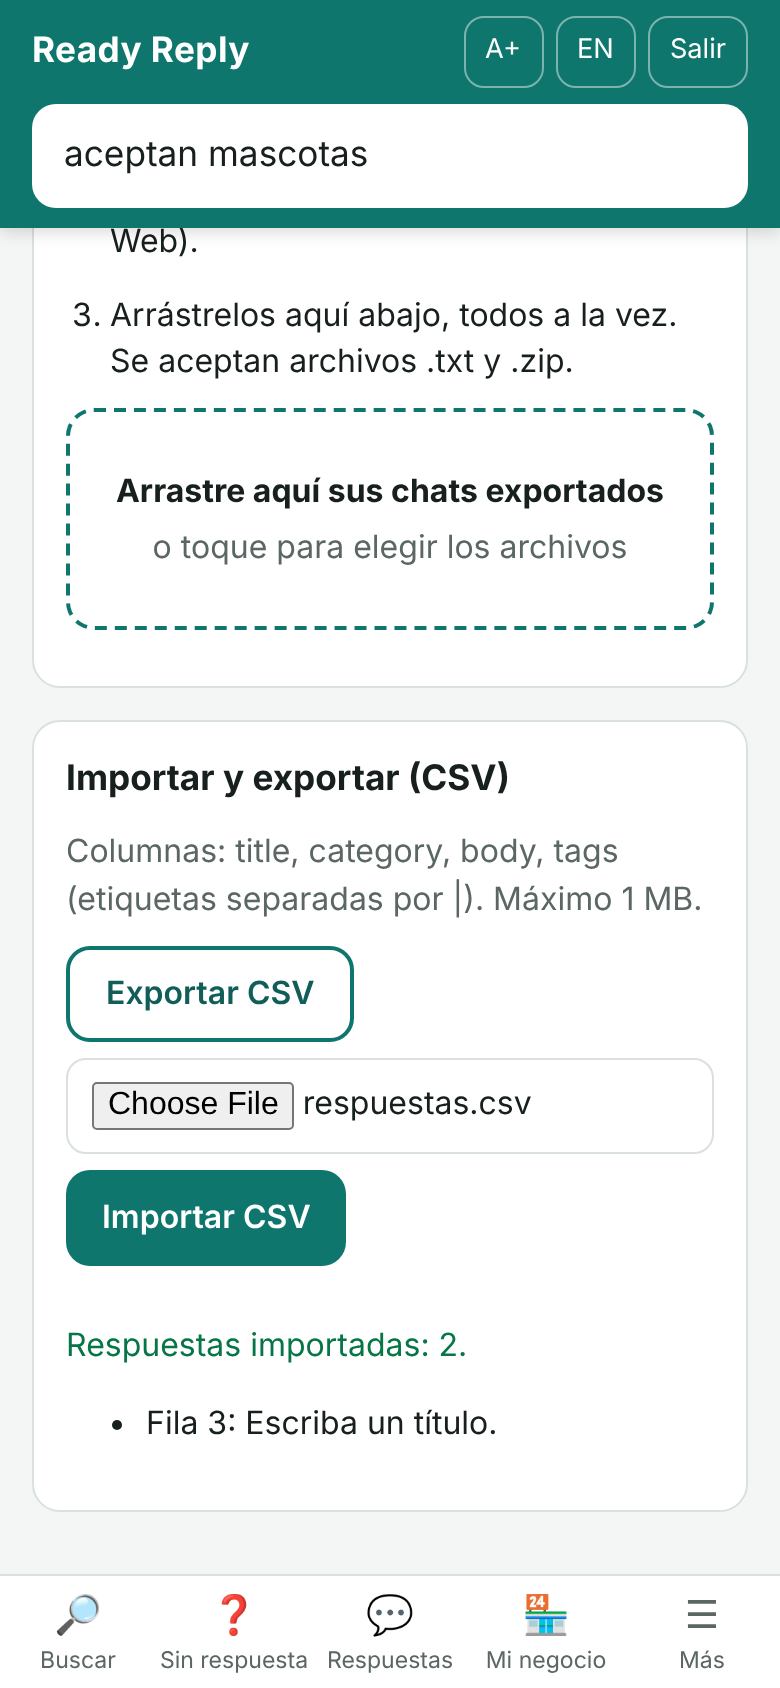 Ready Reply
A+ EN Salir
aceptan mascotas
Web).
3. Arrástrelos aquí abajo, todos a la vez.
Se aceptan archivos .txt y .zip.
Arrastre aquí sus chats exportados
o toque para elegir los archivos
Importar y exportar (CSV)
Columnas: title, category, body, tags
(etiquetas separadas por |). Máximo 1 MB.
Exportar CSV
Choose File respuestas.csv
Importar CSV
Respuestas importadas: 2.
• Fila 3: Escriba un título.
24
Buscar Sin respuesta Respuestas Mi negocio Más